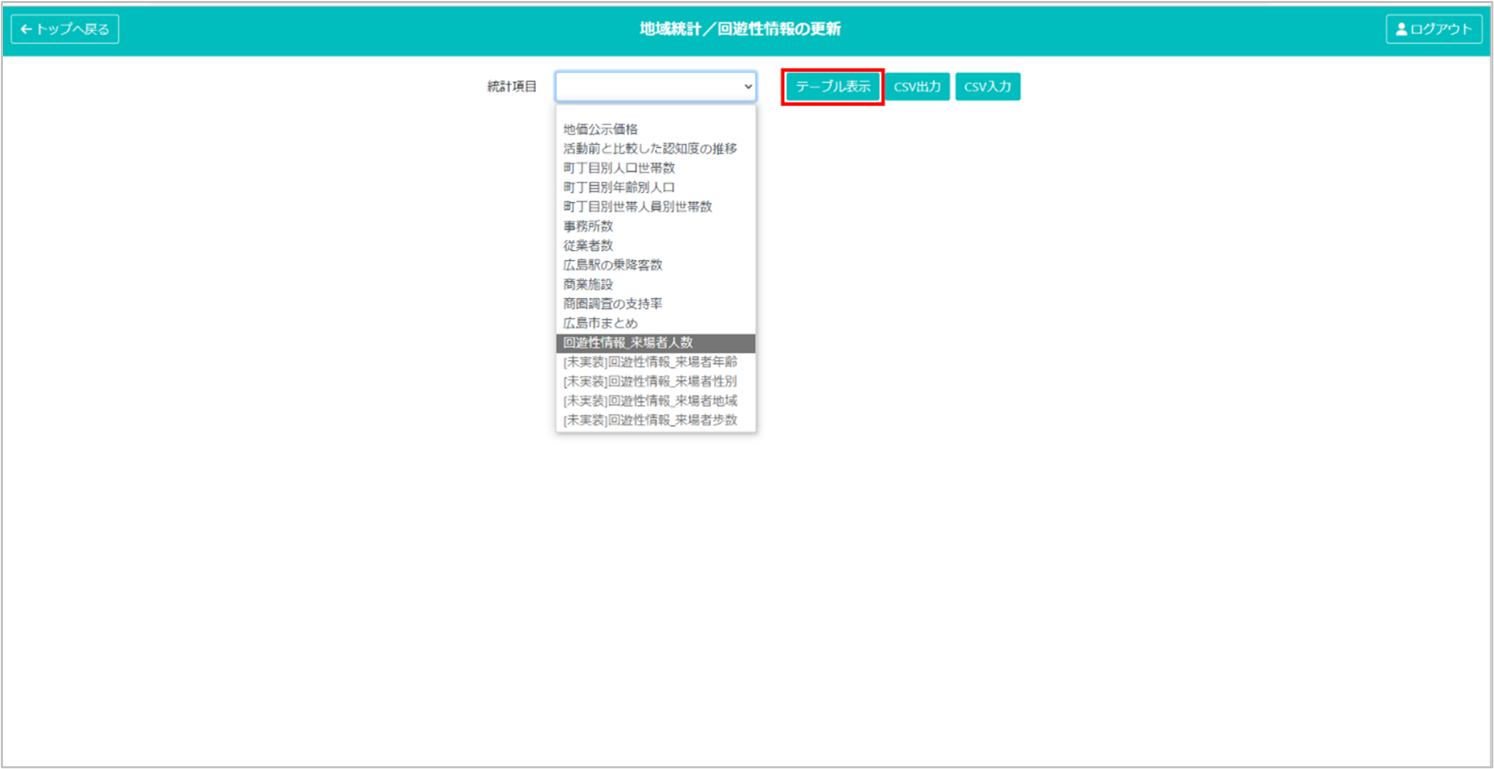 トップへ戻る
地域統計／回遊性情報の更新
ログアウト
統計項目
テーブル表示
CSV出力
CSV入力
地価公示価格
活動前と比較した認知度の推移
町丁目別人口世帯数
町丁目別年齢別人口
町丁目別世帯人員別世帯数
事務所数
従業者数
広島駅の乗降客数
商業施設
商圏調査の支持率
広島市まとめ
回遊性情報_来場者人数
[未実装]回遊性情報_来場者年齢
[未実装]回遊性情報_来場者性別
[未実装]回遊性情報_来場者地域
[未実装]回遊性情報_来場者歩数